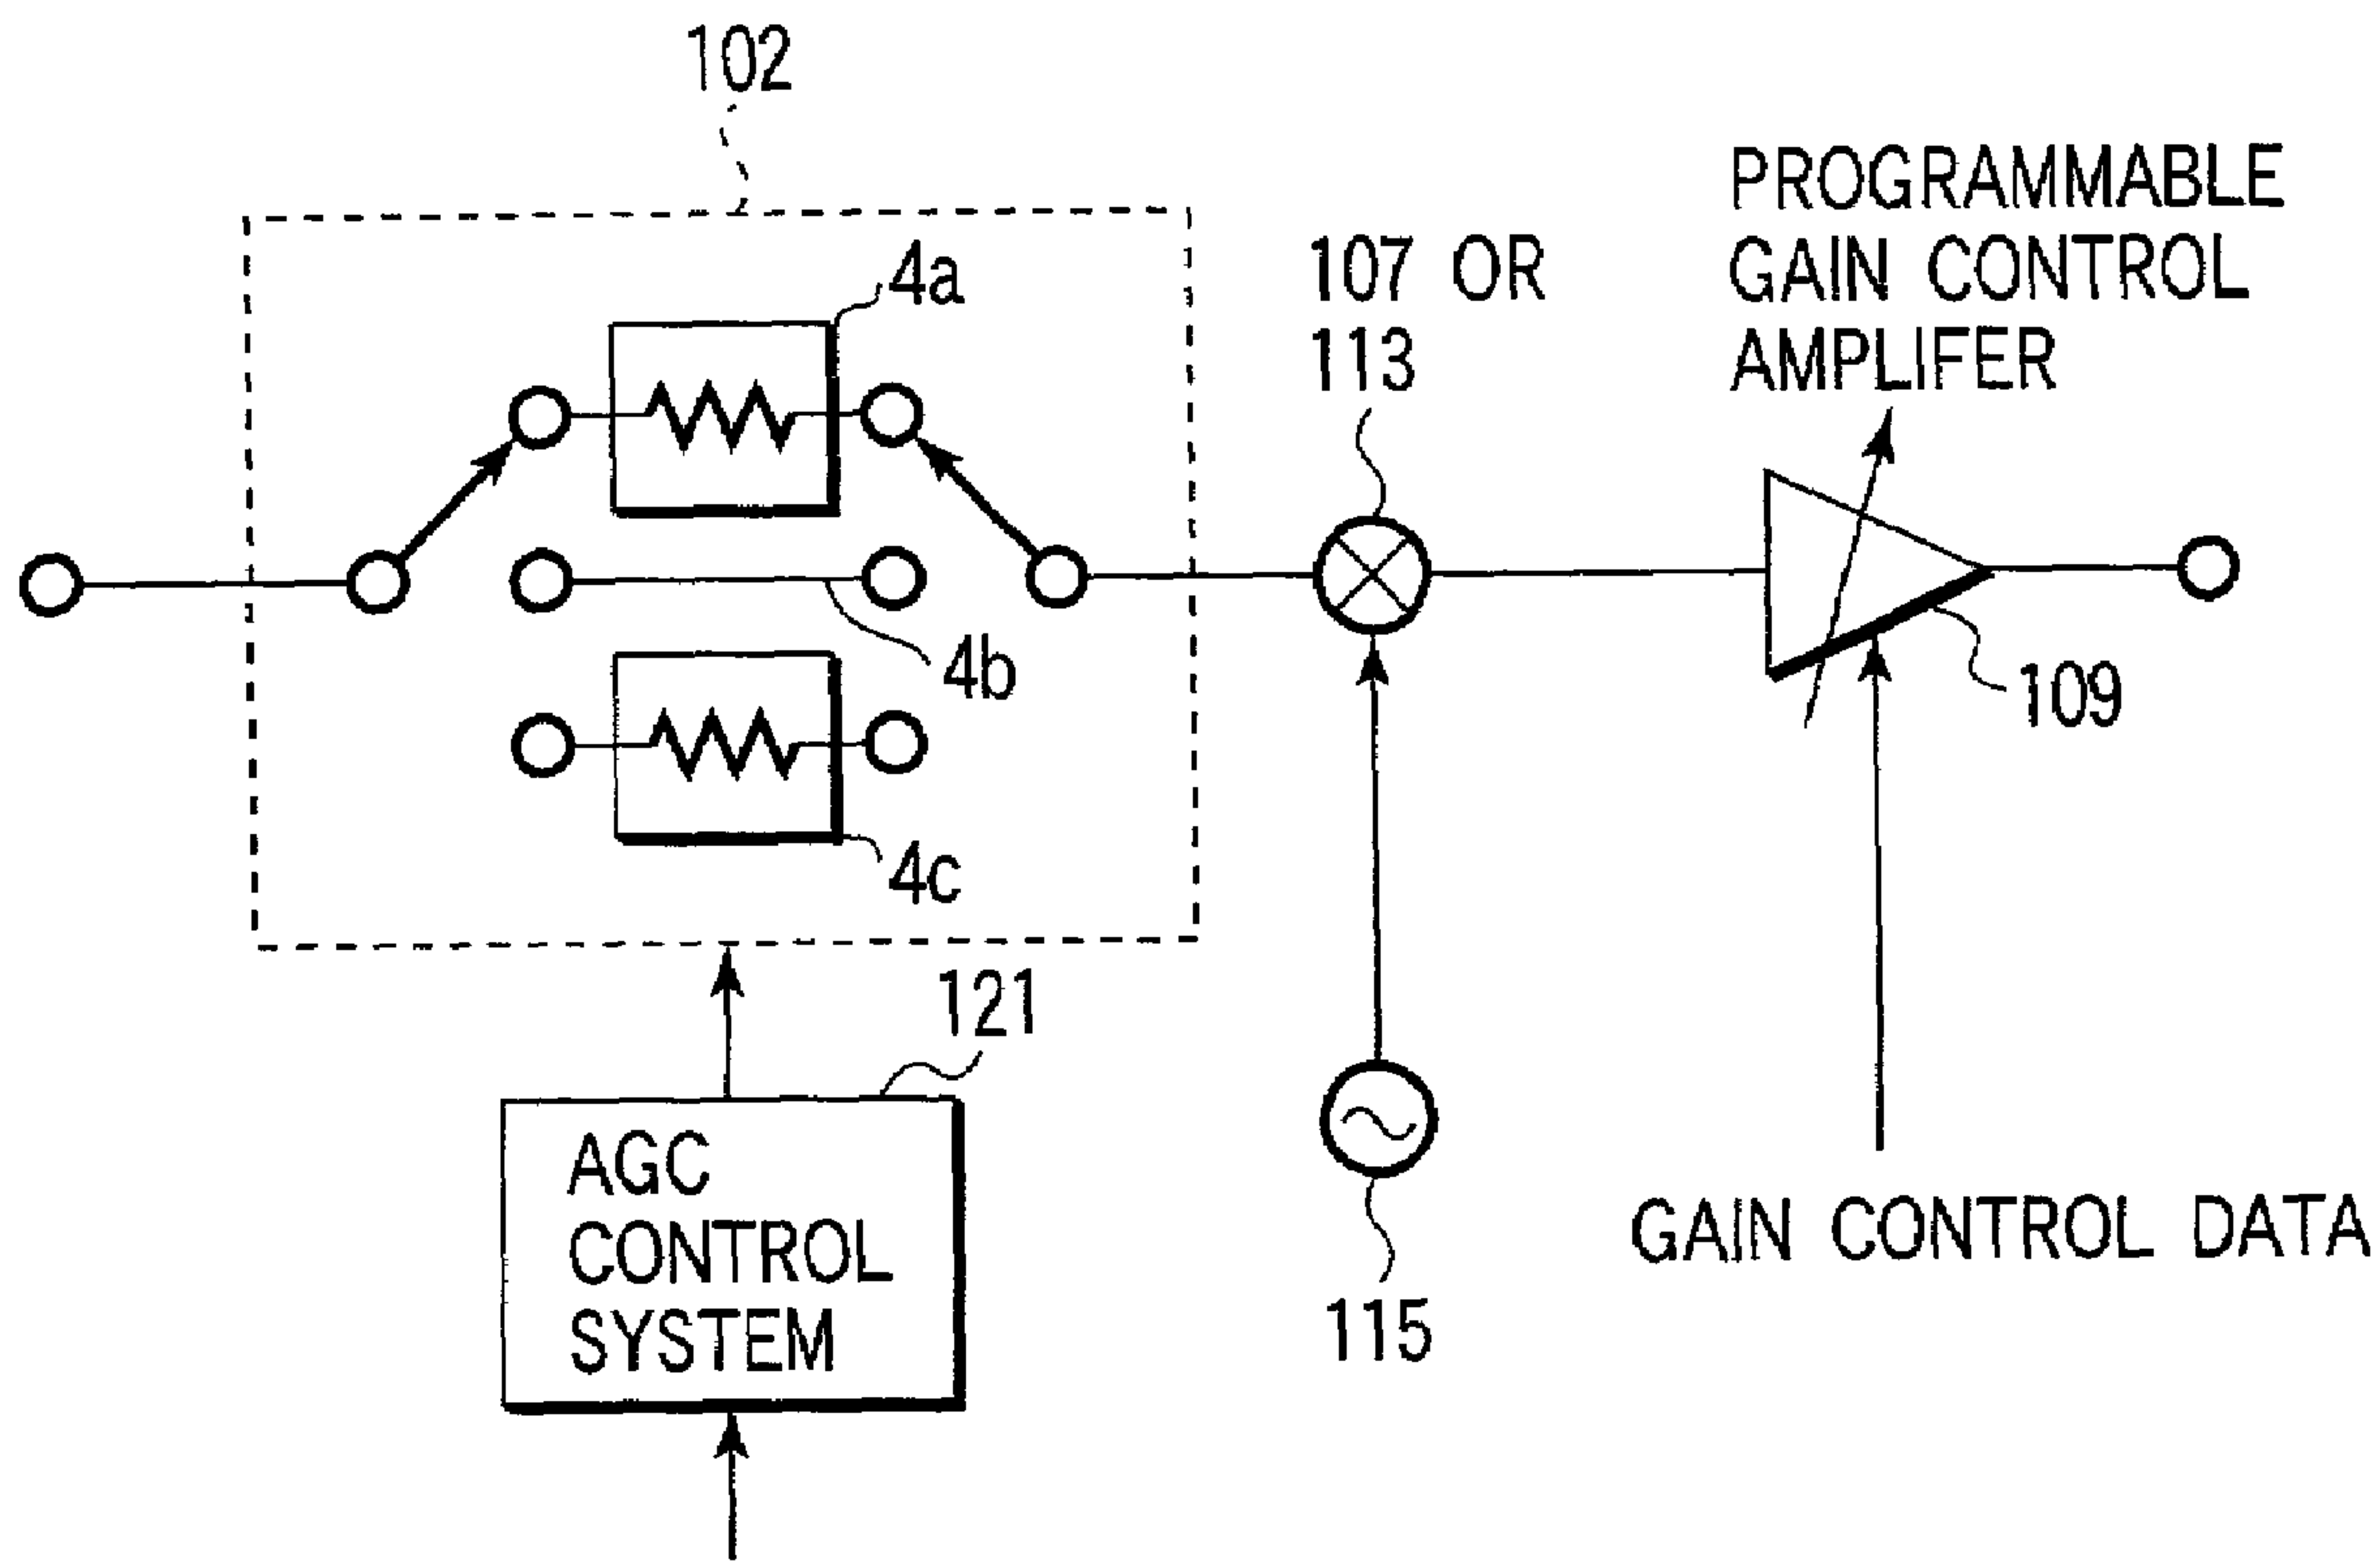 102
PROGRAMMABLE
GAIN CONTROL
AMPLIFER
107 OR
113
4a
4b
109
4c
121
AGC
CONTROL
SYSTEM
115
GAIN CONTROL DATA